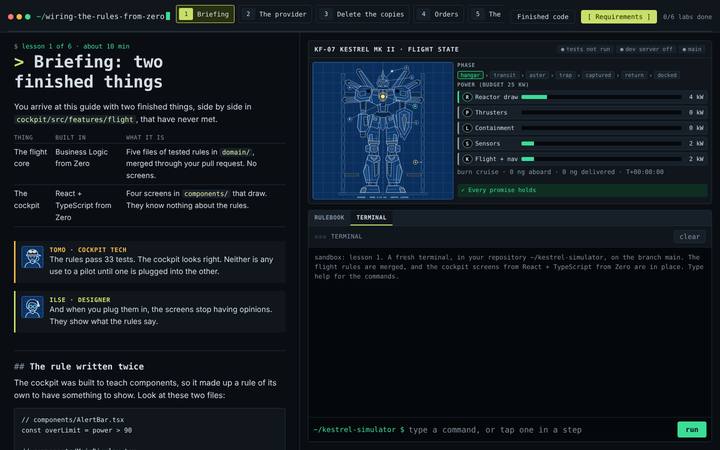 ~/wiring-the-rules-from-zero
1 Briefing
2 The provider
3 Delete the copies
4 Orders
5 The
Finished code
[ Requirements ]
0/6 labs done
$ lesson 1 of 6 · about 10 min
> Briefing: two
finished things
You arrive at this guide with two finished things, side by side in
cockpit/src/features/flight, that have never met.
THING BUILT IN WHAT IT IS
The flight core Business Logic from Zero Five files of tested rules in domain/, merged through your pull request. No screens.
The cockpit React + TypeScript from Zero Four screens in components/ that draw. They know nothing about the rules.
TOMO · COCKPIT TECH
The rules pass 33 tests. The cockpit looks right. Neither is any
use to a pilot until one is plugged into the other.
ILSE · DESIGNER
And when you plug them in, the screens stop having opinions.
They show what the rules say.
## The rule written twice
The cockpit was built to teach components, so it made up a rule of its
own to have something to show. Look at these two files:
// components/AlertBar.tsx
const overLimit = power > 90
KF-07 KESTREL MK II · FLIGHT STATE
tests not run
dev server off
main
PHASE
hangar › transit › aster › trap › captured › return › docked
POWER (BUDGET 25 KW)
R Reactor draw 4 kW
P Thrusters 0 kW
L Containment 0 kW
S Sensors 2 kW
K Flight + nav 2 kW
burn cruise · 0 ng aboard · 0 ng delivered · T+00:00:00
✓ Every promise holds
RULEBOOK TERMINAL
TERMINAL
clear
sandbox: lesson 1. A fresh terminal, in your repository ~/kestrel-simulator, on the branch main. The
flight rules are merged, and the cockpit screens from React + TypeScript from Zero are in place. Type
help for the commands.
~/kestrel-simulator $ type a command, or tap one in a step
run